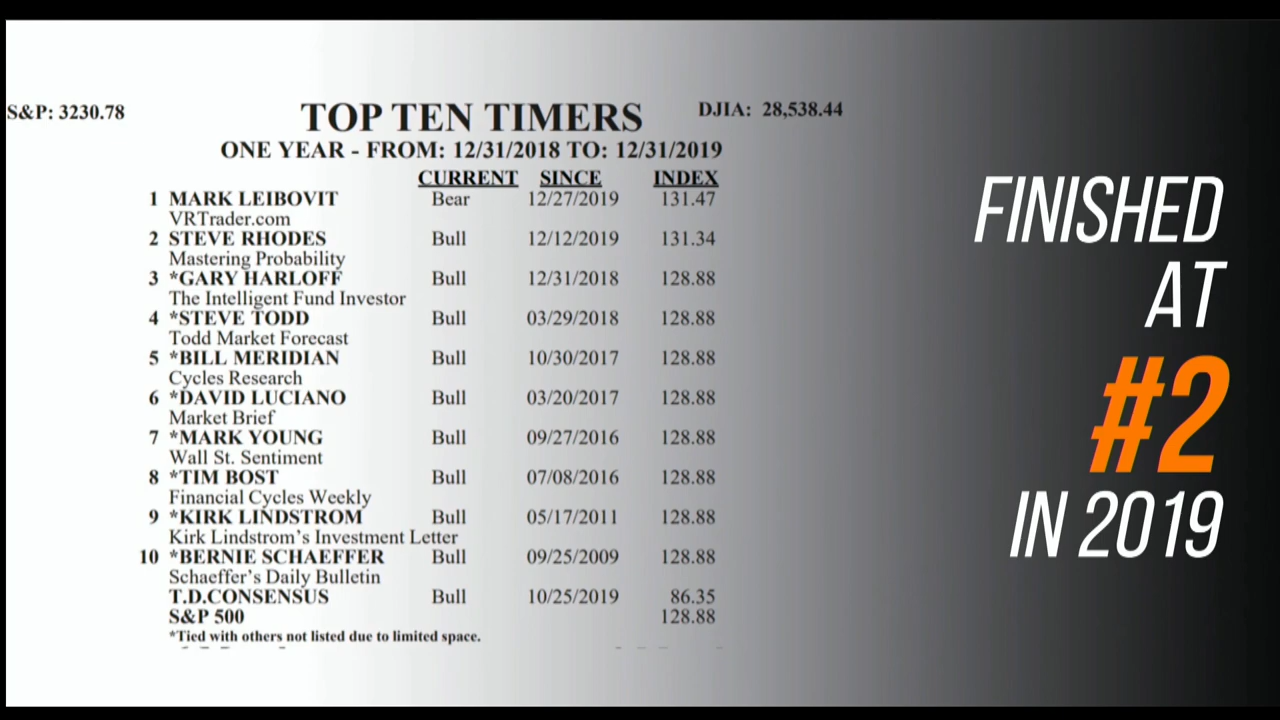 S&P: 3230.78
TOP TEN TIMERS
DJIA: 28,538.44
ONE YEAR - FROM: 12/31/2018 TO: 12/31/2019
CURRENT SINCE INDEX
1 MARK LEIBOVIT Bear 12/27/2019 131.47
VRTrader.com
2 STEVE RHODES Bull 12/12/2019 131.34
Mastering Probability
3 *GARY HARLOFF Bull 12/31/2018 128.88
The Intelligent Fund Investor
4 *STEVE TODD Bull 03/29/2018 128.88
Todd Market Forecast
5 *BILL MERIDIAN Bull 10/30/2017 128.88
Cycles Research
6 *DAVID LUCIANO Bull 03/20/2017 128.88
Market Brief
7 *MARK YOUNG Bull 09/27/2016 128.88
Wall St. Sentiment
8 *TIM BOST Bull 07/08/2016 128.88
Financial Cycles Weekly
9 *KIRK LINDSTROM Bull 05/17/2011 128.88
Kirk Lindstrom's Investment Letter
10 *BERNIE SCHAEFFER Bull 09/25/2009 128.88
Schaeffer's Daily Bulletin
T.D.CONSENSUS Bull 10/25/2019 86.35
S&P 500 128.88
*Tied with others not listed due to limited space.
FINISHED
AT
#2
IN 2019